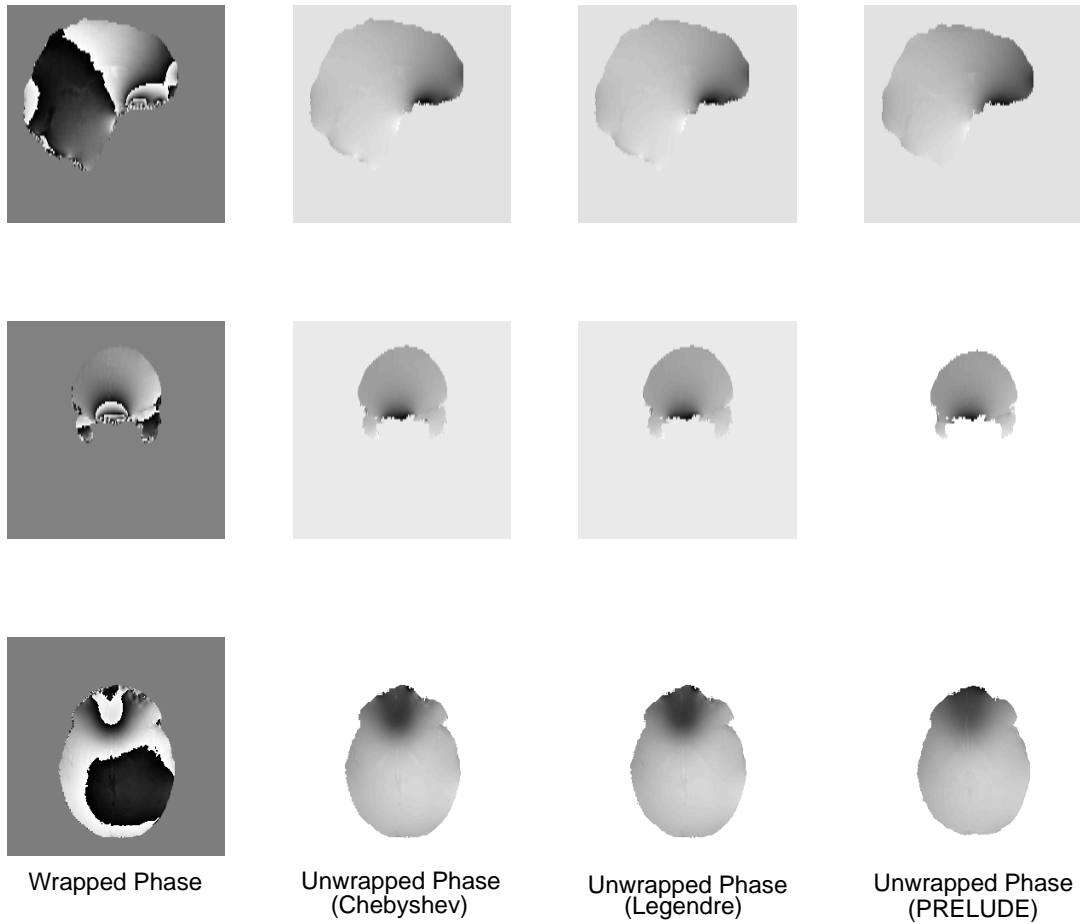 Wrapped Phase
Unwrapped Phase
(Chebyshev)
Unwrapped Phase
(Legendre)
Unwrapped Phase
(PRELUDE)